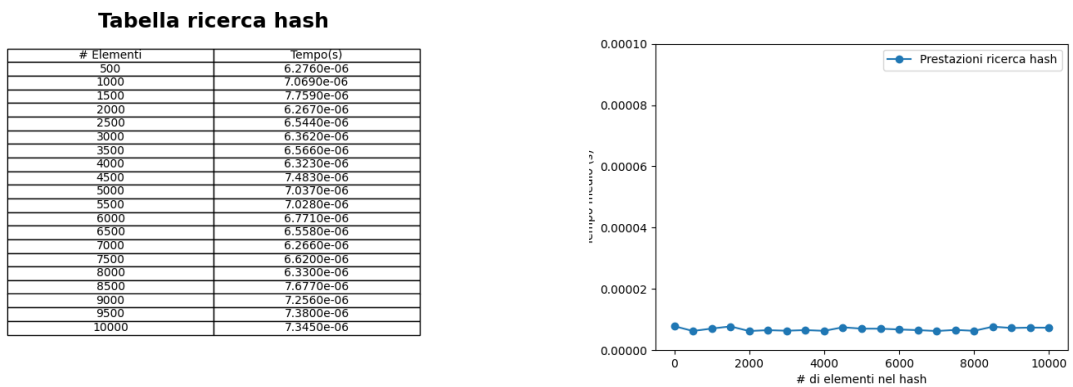 Tabella ricerca hash
# Elementi Tempo(s)
500 6.2760e-06
1000 7.0690e-06
1500 7.7590e-06
2000 6.2670e-06
2500 6.5440e-06
3000 6.3620e-06
3500 6.5660e-06
4000 6.3230e-06
4500 7.4830e-06
5000 7.0370e-06
5500 7.0280e-06
6000 6.7710e-06
6500 6.5580e-06
7000 6.2660e-06
7500 6.6200e-06
8000 6.3300e-06
8500 7.6770e-06
9000 7.2560e-06
9500 7.3800e-06
10000 7.3450e-06
Prestazioni ricerca hash
0.00010
0.00008
0.00006
0.00004
0.00002
0.00000
Tempo medio (s)
0 2000 4000 6000 8000 10000
# di elementi nel hash